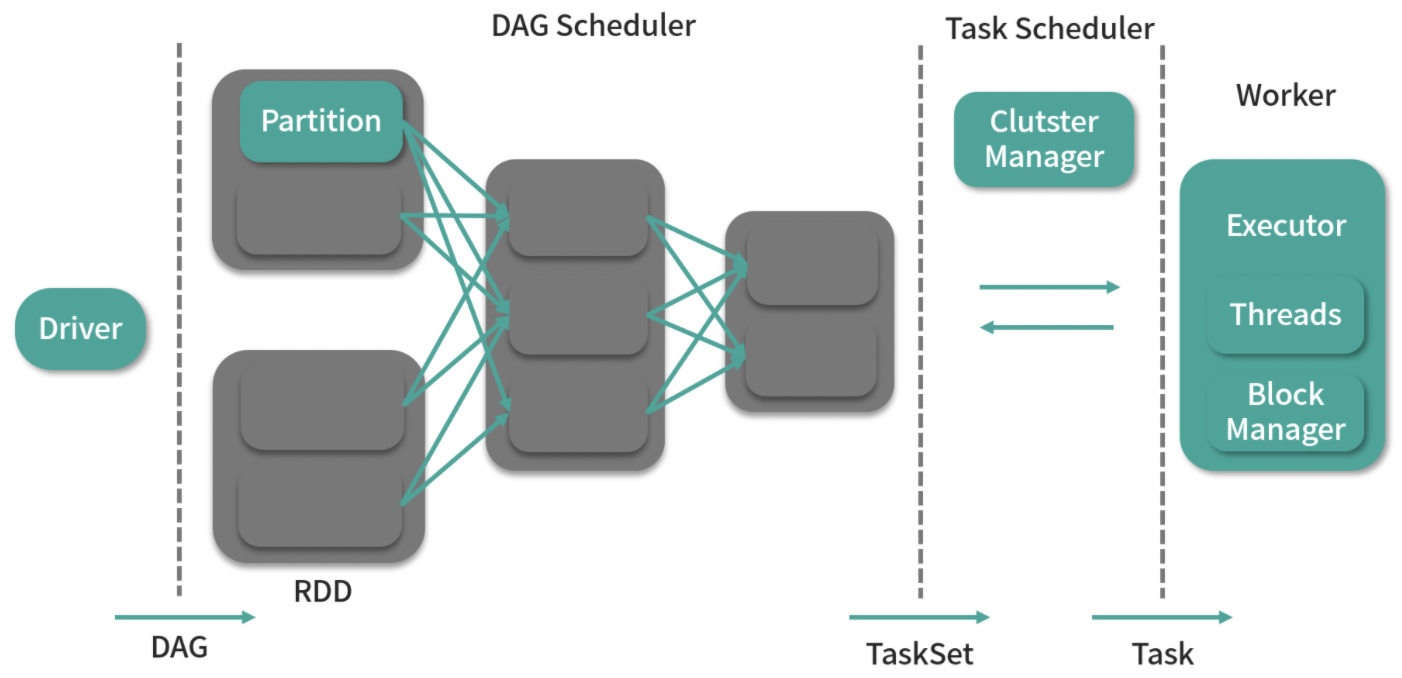 DAG Scheduler
Task Scheduler
Worker
Partition
Clutster
Manager
Executor
Driver
Threads
Block
Manager
RDD
DAG
TaskSet
Task